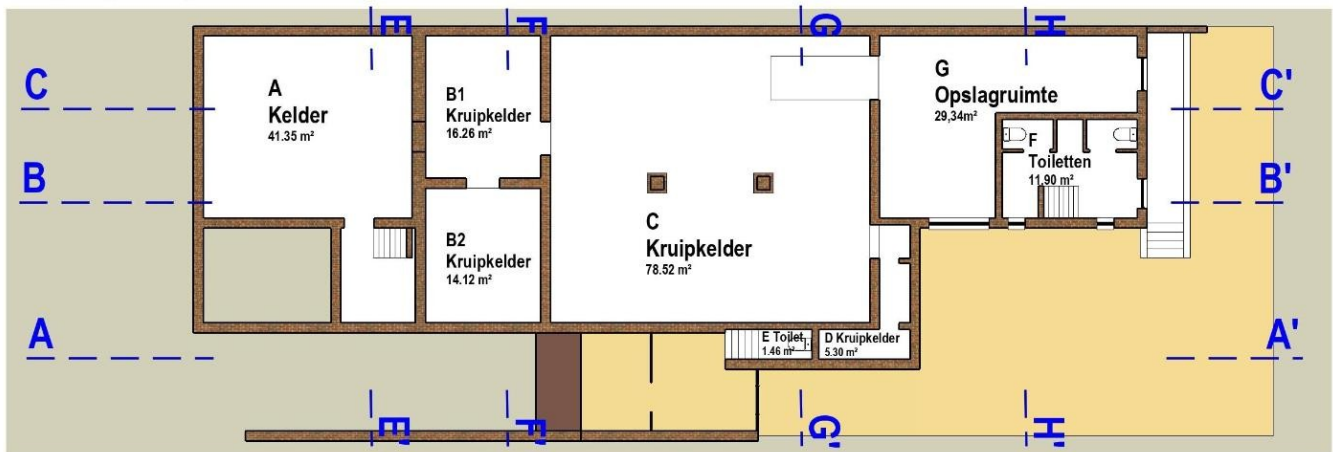 E
F
G
H
C
C'
B
B'
A
A'
A
Kelder
41.35 m²
B1
Kruipkelder
16.26 m²
B2
Kruipkelder
14.12 m²
C
Kruipkelder
78.52 m²
G
Opslagruimte
29,34m²
F
Toiletten
11.90 m²
E Toilet
1.46 m²
D Kruipkelder
5.30 m²
E'
F'
G'
H'